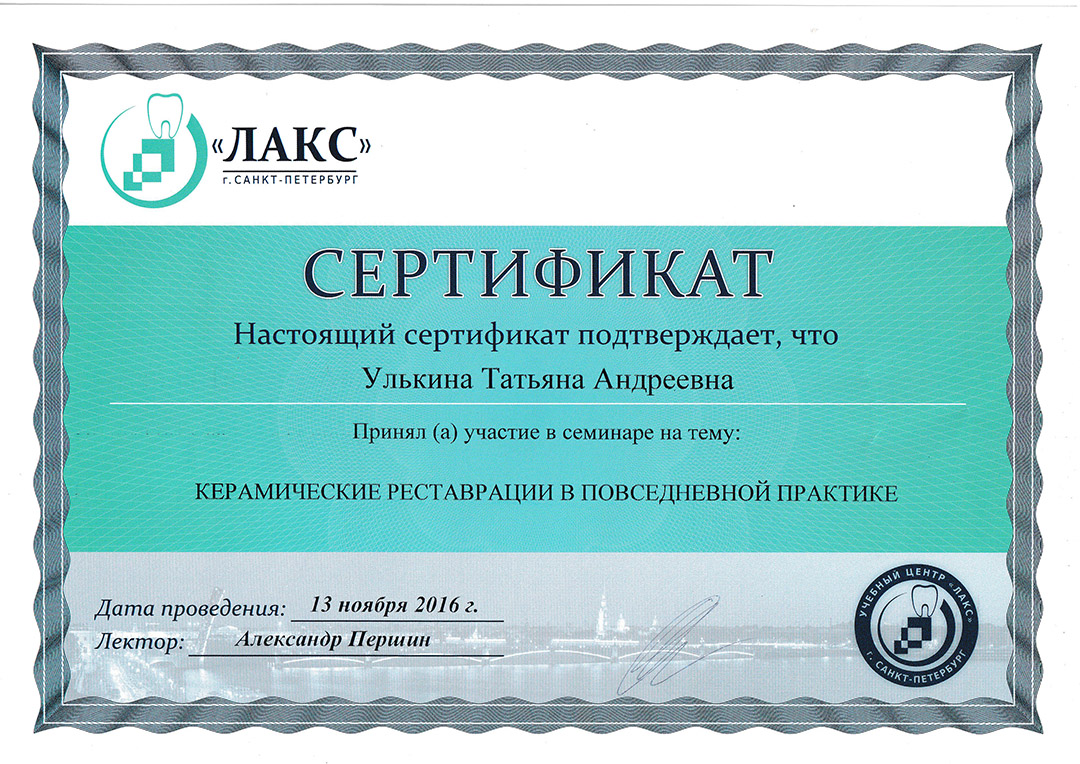 «ЛАКС»
г.САНКТ-ПЕТЕРБУРГ
СЕРТИФИКАТ
Настоящий сертификат подтверждает, что
Улькина Татьяна Андреевна
Принял (а) участие в семинаре на тему:
КЕРАМИЧЕСКИЕ РЕСТАВРАЦИИ В ПОВСЕДНЕВНОЙ ПРАКТИКЕ
Дата проведения: 13 ноября 2016 г.
Лектор: Александр Першин
УЧЕБНЫЙ ЦЕНТР «ЛАКС»
г. САНКТ-ПЕТЕРБУРГ